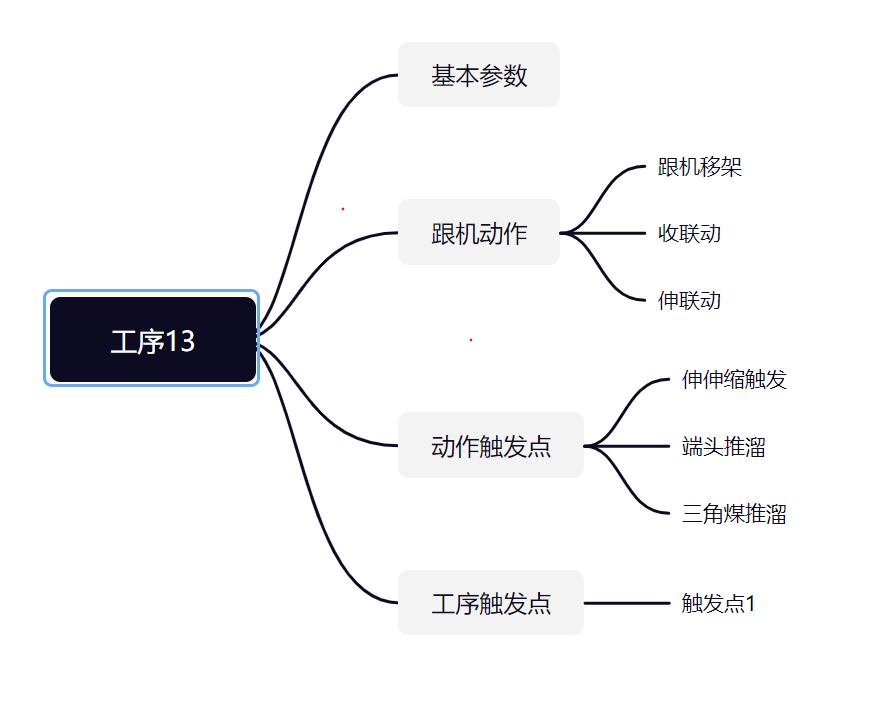 基本参数
跟机移架
跟机动作
收联动
伸联动
工序13
伸伸缩触发
动作触发点
端头推溜
三角煤推溜
工序触发点
触发点1